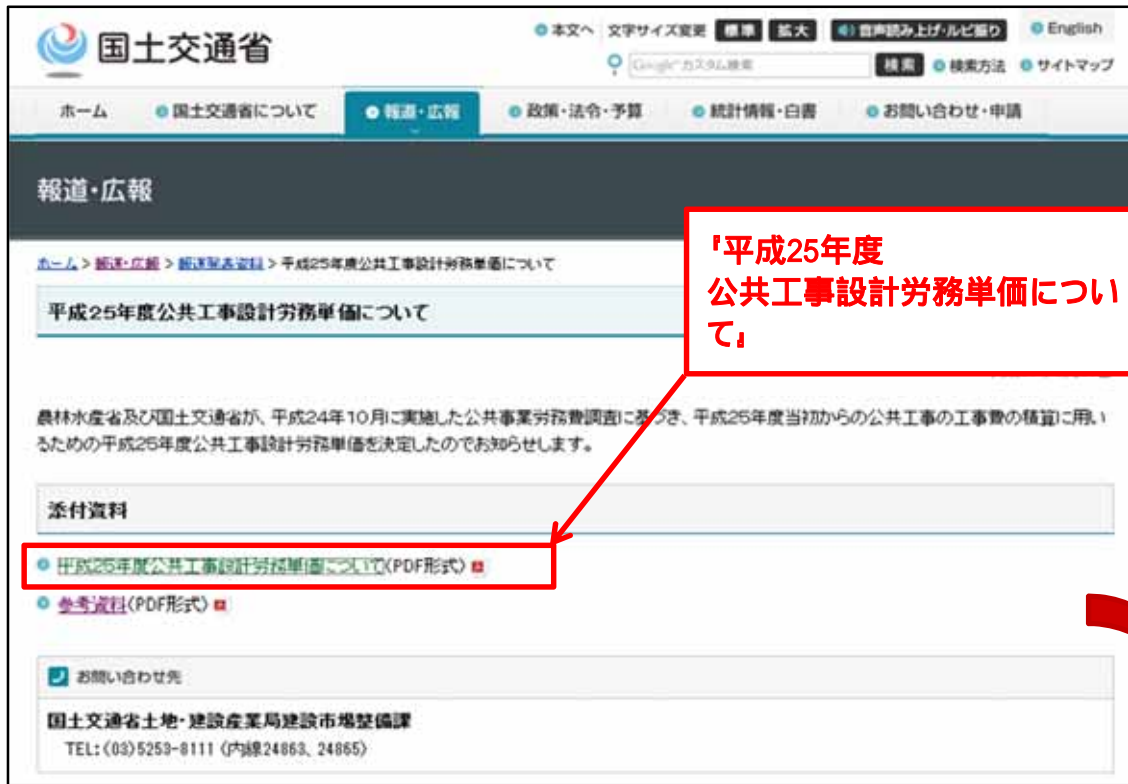 国土交通省
本文へ 文字サイズ変更 標準 拡大 音声読み上げ・ルビ振り English
Google カスタム検索 検索 検索方法 サイトマップ
ホーム 国土交通省について 報道・広報 政策・法令・予算 統計情報・白書 お問い合わせ・申請
報道・広報
ホーム > 報道・広報 > 報道発表資料 > 平成25年度公共工事設計労務単価について
平成25年度公共工事設計労務単価について
『平成25年度
公共工事設計労務単価につい
て』
農林水産省及び国土交通省が、平成24年10月に実施した公共事業労務費調査に基づき、平成25年度当初からの公共工事の工事費の積算に用い
るための平成25年度公共工事設計労務単価を決定したのでお知らせします。
添付資料
平成25年度公共工事設計労務単価について(PDF形式)
参考資料(PDF形式)
お問い合わせ先
国土交通省土地・建設産業局建設市場整備課
TEL:(03)5253-8111 (内線24863、24865)